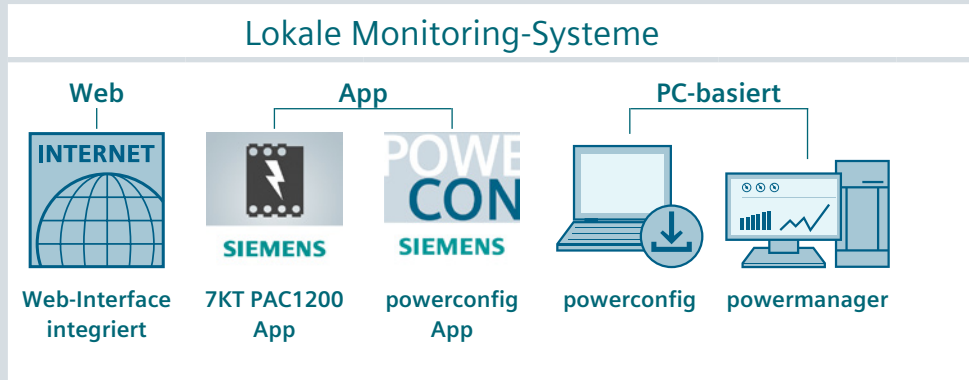 Lokale Monitoring-Systeme
Web
App
PC-basiert
INTERNET
POWE
CON
SIEMENS
SIEMENS
Web-Interface
integriert
7KT PAC1200
App
powerconfig
App
powerconfig
powermanager